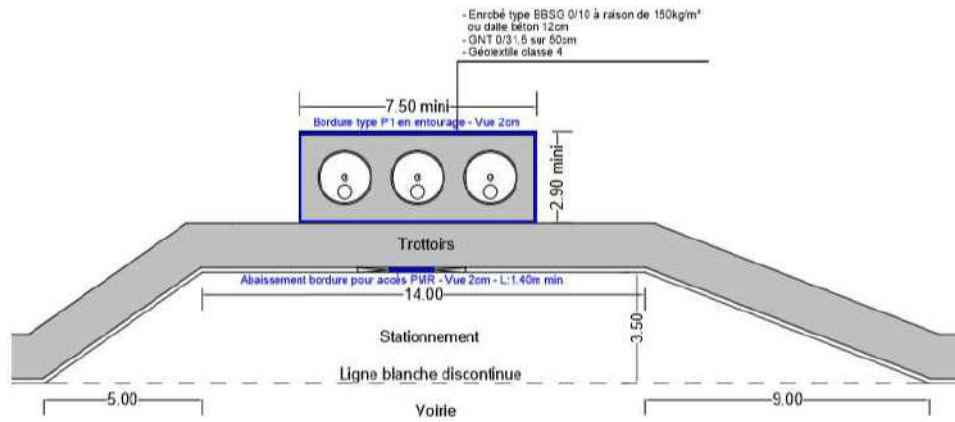 - Enrobé type BBSG 0/10 à raison de 150kg/m²
ou dalle béton 12cm
- GNT 0/31,5 sur 50cm
- Géotextile classe 4
7.50 mini
Bordure type P1 en entourage - Vue 2cm
2.90 mini
Trottoirs
Abaissement bordure pour accès PMR - Vue 2cm - L:1.40m min
14.00
3.50
Stationnement
Ligne blanche discontinue
5.00
Voirie
9.00